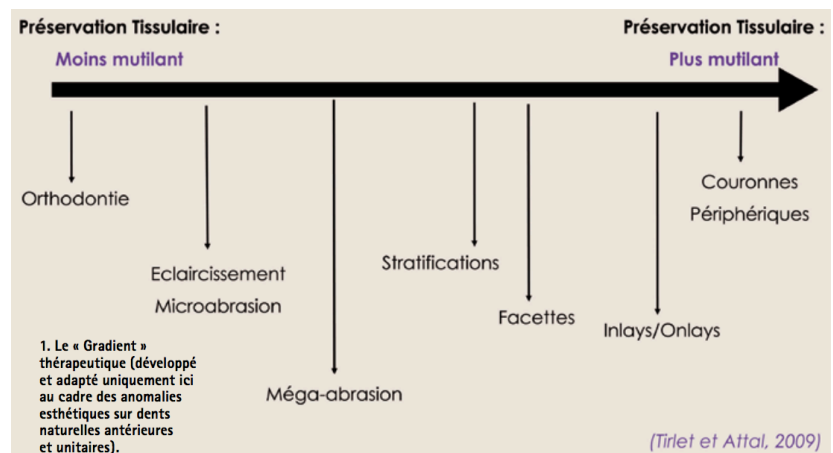 Préservation Tissulaire :
Moins mutilant
Préservation Tissulaire :
Plus mutilant
Orthodontie
Eclaircissement
Microabrasion
Méga-abrasion
Stratifications
Facettes
Inlays/Onlays
Couronnes
Périphériques
1. Le « Gradient »
thérapeutique (développé
et adapté uniquement ici
au cadre des anomalies
esthétiques sur dents
naturelles antérieures
et unitaires).
(Tirlet et Attal, 2009)